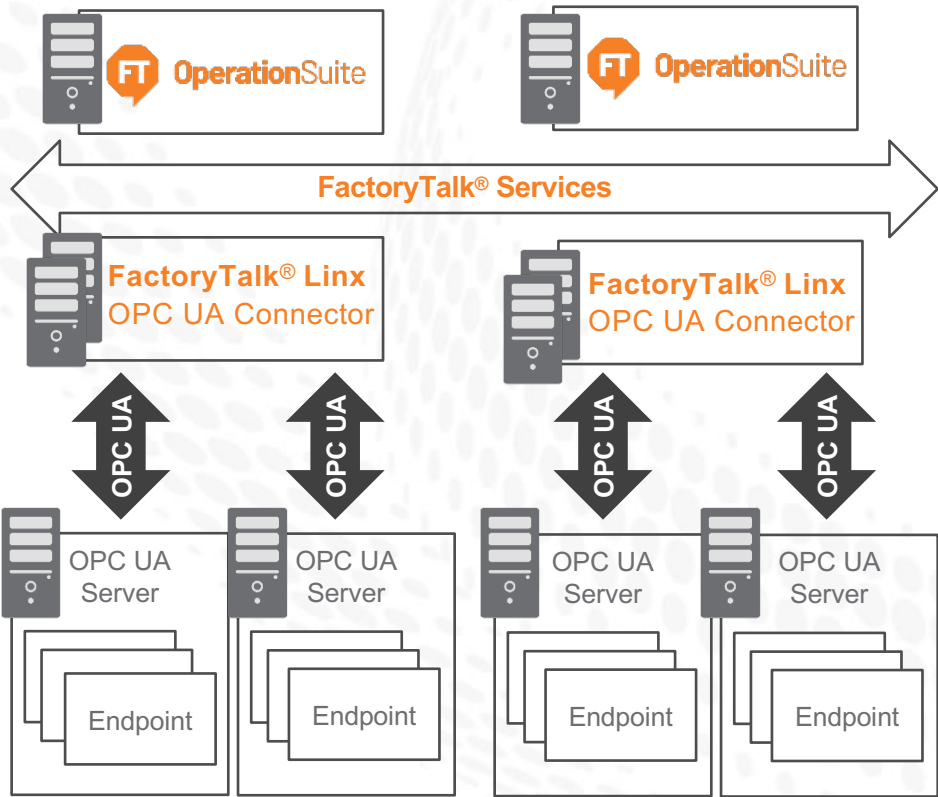 FT OperationSuite
FT OperationSuite
FactoryTalk® Services
FactoryTalk® Linx
OPC UA Connector
FactoryTalk® Linx
OPC UA Connector
OPC UA
OPC UA
OPC UA
OPC UA
OPC UA
Server
Endpoint
OPC UA
Server
Endpoint
OPC UA
Server
Endpoint
OPC UA
Server
Endpoint